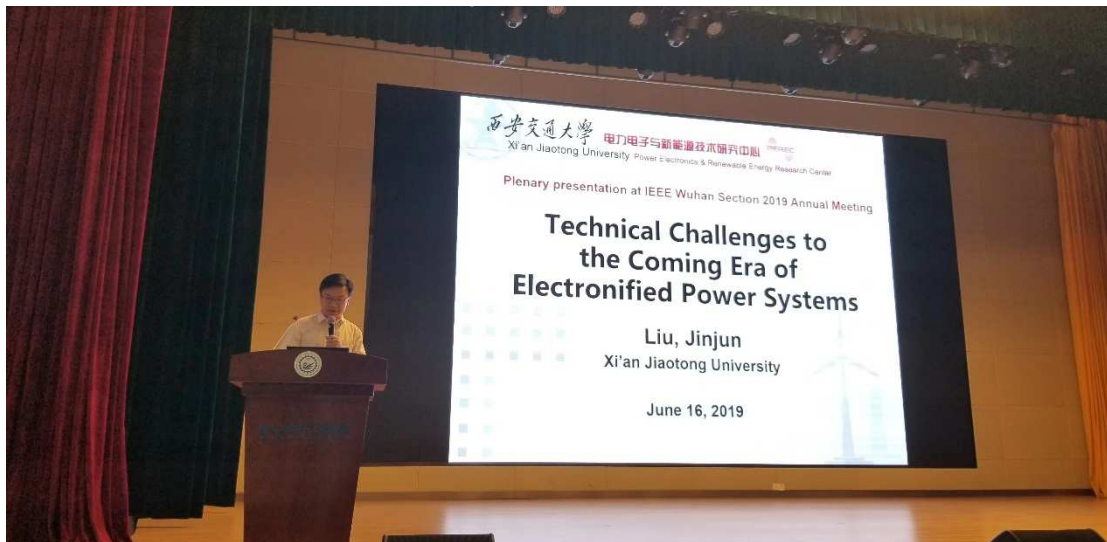 西安交通大學 电力电子与新能源技术研究中心
Xi'an Jiaotong University Power Electronics & Renewable Energy Research Center
Plenary presentation at IEEE Wuhan Section 2019 Annual Meeting
Technical Challenges to
the Coming Era of
Electronified Power Systems
Liu, Jinjun
Xi'an Jiaotong University
June 16, 2019